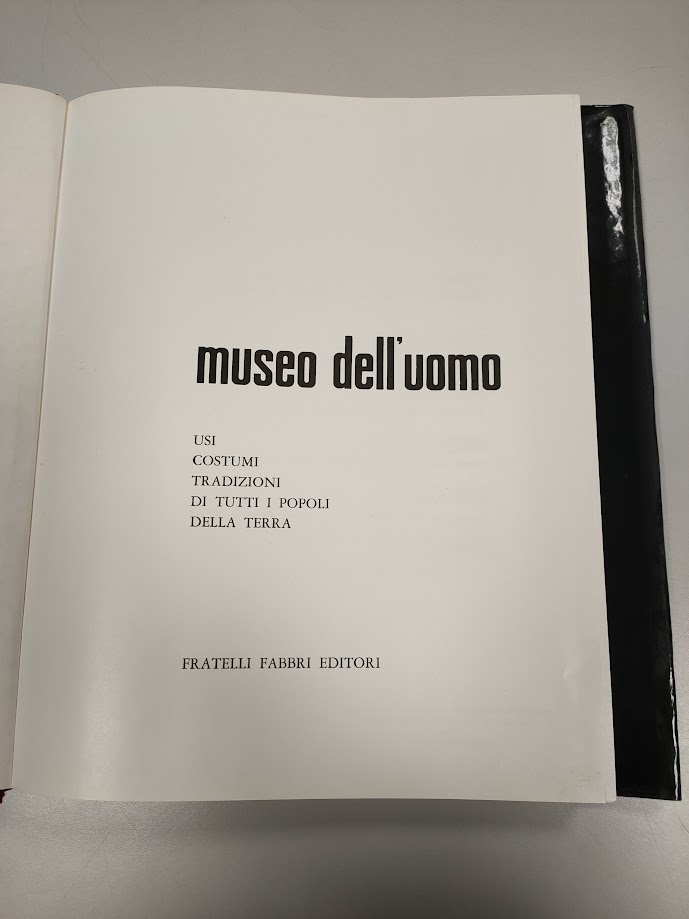 museo dell'uomo
USI
COSTUMI
TRADIZIONI
DI TUTTI I POPOLI
DELLA TERRA
FRATELLI FABBRI EDITORI